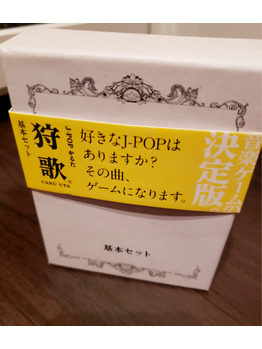 音楽ゲームの
決定版。
好きなJ-POPは
ありますか?
その曲、
ゲームになります。
J-POPかるた
狩歌
CARU UTA
基本セット
基本セット